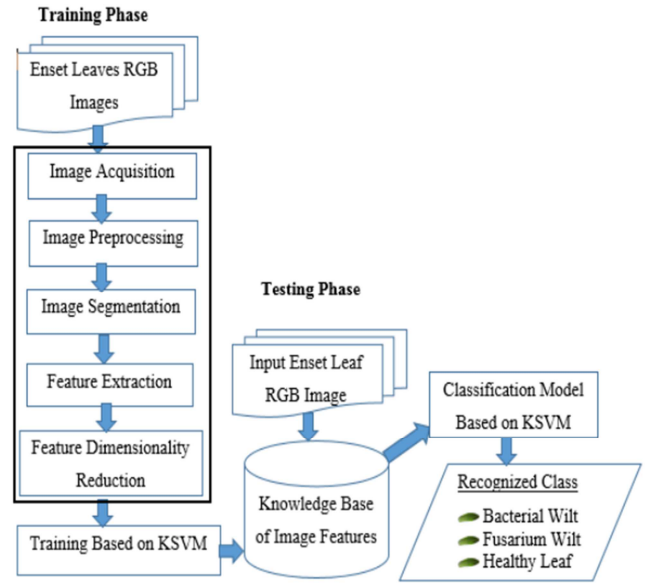 Training Phase
Enset Leaves RGB
Images
Image Acquisition
Image Preprocessing
Image Segmentation
Feature Extraction
Feature Dimensionality
Reduction
Training Based on KSVM
Testing Phase
Input Enset Leaf
RGB Image
Knowledge Base
of Image Features
Classification Model
Based on KSVM
Recognized Class
Bacterial Wilt
Fusarium Wilt
Healthy Leaf